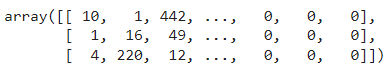 array([[ 10,   1, 442, ...,   0,   0,   0],
       [  1,  16,  49, ...,   0,   0,   0],
       [  4, 220,  12, ...,   0,   0,   0]])